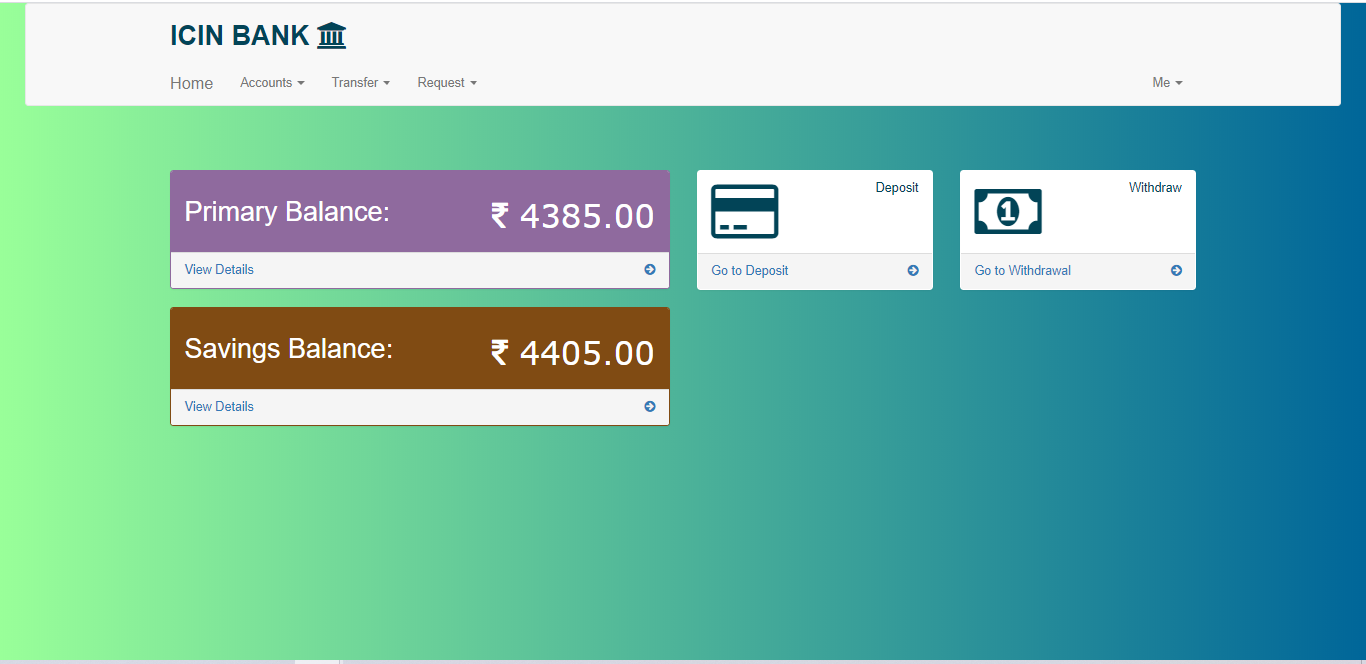 ICIN BANK
Home Accounts Transfer Request Me
Primary Balance: ₹ 4385.00
View Details
Deposit
Go to Deposit
Withdraw
1
Go to Withdrawal
Savings Balance: ₹ 4405.00
View Details